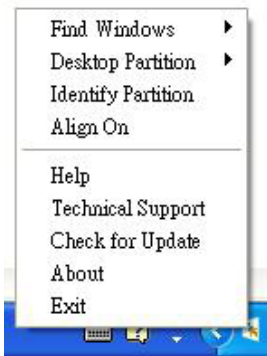 Find Windows
Desktop Partition
Identify Partition
Align On
Help
Technical Support
Check for Update
About
Exit